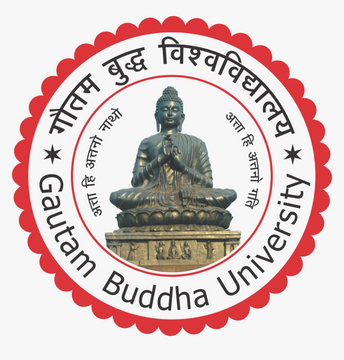 गौतम बुद्ध विश्वविद्यालय
अत्ता हि अत्तनो नाथो
अत्ता हि अत्तनो गति
Gautam Buddha University